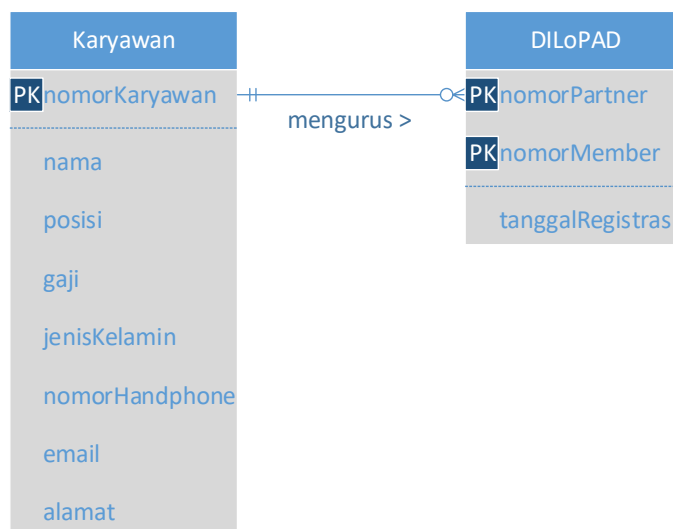 Karyawan
PK nomorKaryawan
nama
posisi
gaji
jenisKelamin
nomorHandphone
email
alamat
mengurus >
DILoPAD
PK nomorPartner
PK nomorMember
tanggalRegistras